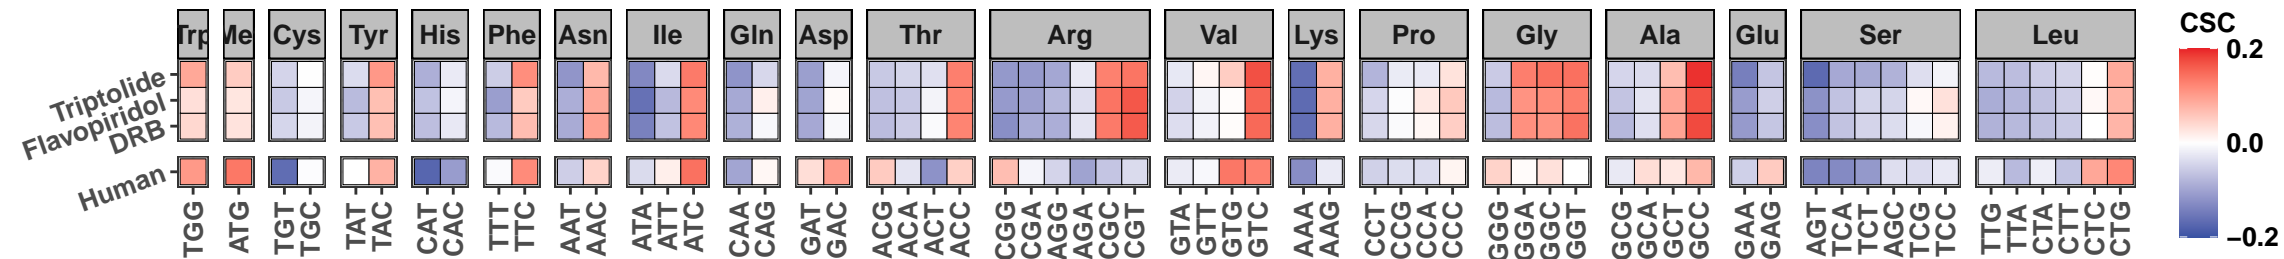 Trp Me Cys Tyr His Phe Asn Ile Gln Asp Thr Arg Val Lys Pro Gly Ala Glu Ser Leu
Triptolide
Flavopiridol
DRB
Human
TGG ATG TGT TGC TAT TAC CAT CAC TTT TTC AAT AAC ATA ATT ATC CAA CAG GAT GAC ACG ACA ACT ACC CGG CGA AGG AGA CGC CGT GTA GTT GTG GTC AAA AAG CCT CCG CCA CCC GGG GGA GGC GGT GCG GCA GCT GCC GAA GAG AGT TCA TCT AGC TCG TCC TTG TTA CTA CTT CTC CTG
CSC
0.2
0.0
−0.2